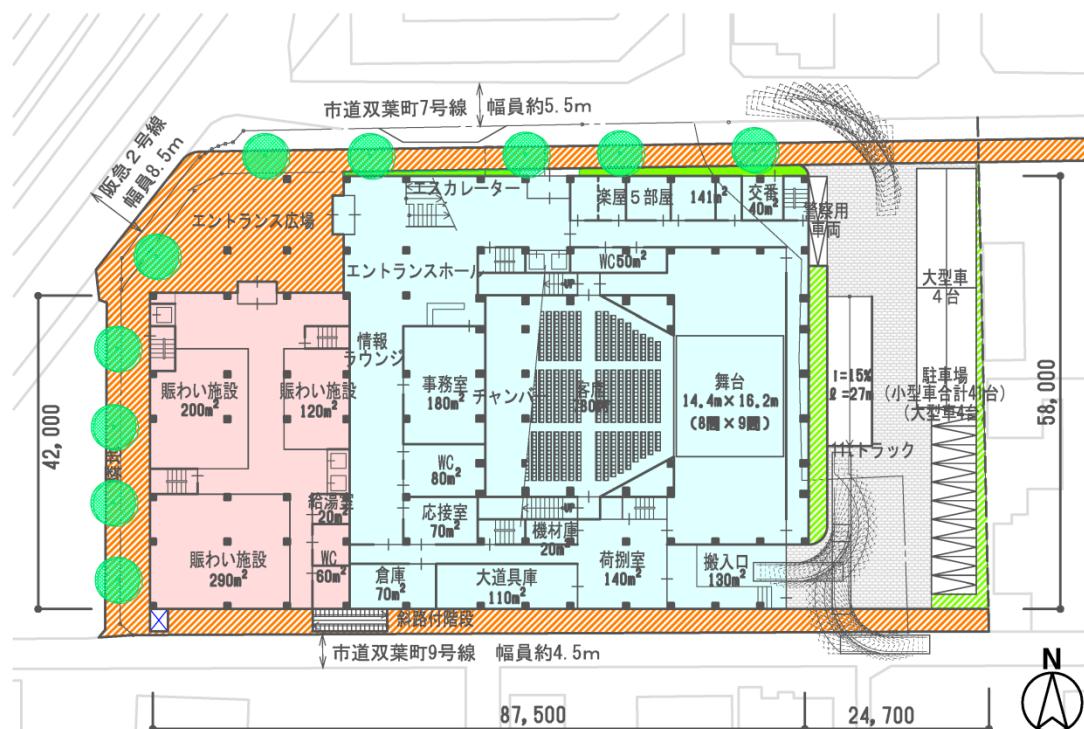 市道双葉町7号線 幅員約5.5m
阪急2号線
幅員8.5m
エスカレーター
楽屋5部屋
141m²
交番
40m²
警察用
車両
エントランス広場
エントランスホール
WC50m²
UP
大型車
4台
情報
ラウンジ
賑わい施設
200m²
賑わい施設
120m²
事務室
180m²
チャンバー
客席
舞台
14.4m×16.2m
(8間×9間)
i=15%
ℓ=27m
駐車場
(小型車合計40台)
(大型車4台)
42,000
58,000
WC
80m²
11tトラック
UP
給湯室
20m²
応接室
70m²
機材庫
20m²
賑わい施設
290m²
WC
60m²
倉庫
70m²
大道具庫
110m²
荷捌室
140m²
搬入口
130m²
斜路付階段
市道双葉町9号線 幅員約4.5m
N
87,500
24,700